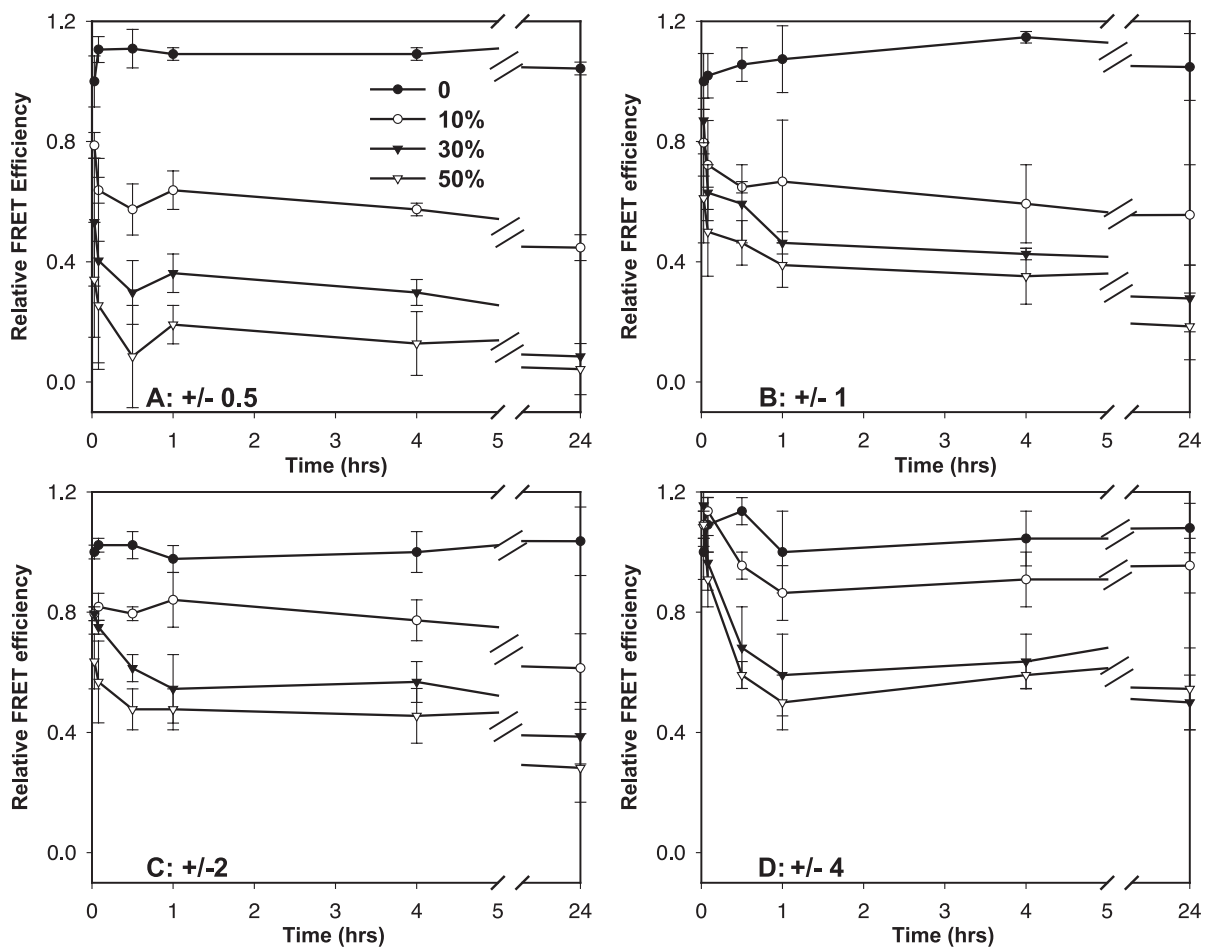 1.2
0.8
0.4
0.0
Relative FRET Efficiency
0
10%
30%
50%
A: +/- 0.5
0 1 2 3 4 5 24
Time (hrs)
1.2
0.8
0.4
0.0
Relative FRET efficiency
B: +/- 1
0 1 2 3 4 5 24
Time (hrs)
1.2
0.8
0.4
0.0
Relative FRET efficiency
C: +/-2
0 1 2 3 4 5 24
Time (hrs)
1.2
0.8
0.4
0.0
Relative FRET efficiency
D: +/- 4
0 1 2 3 4 5 24
Time (hrs)